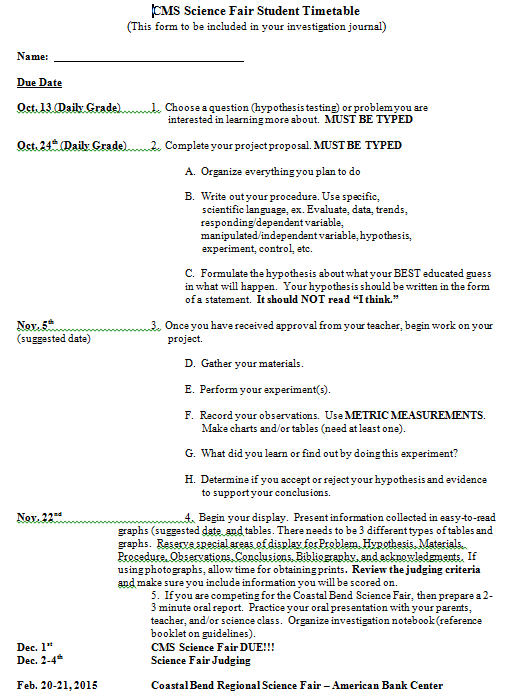 CMS Science Fair Student Timetable
(This form to be included in your investigation journal)
Name: ______________________________
Due Date
Oct. 13 (Daily Grade) 1. Choose a question (hypothesis testing) or problem you are
interested in learning more about. MUST BE TYPED
Oct. 24th (Daily Grade) 2. Complete your project proposal. MUST BE TYPED
A. Organize everything you plan to do
B. Write out your procedure. Use specific,
scientific language, ex. Evaluate, data, trends,
responding/dependent variable,
manipulated/independent variable, hypothesis,
experiment, control, etc.
C. Formulate the hypothesis about what your BEST educated guess
in what will happen. Your hypothesis should be written in the form
of a statement. It should NOT read “I think.”
Nov. 5th 3. Once you have received approval from your teacher, begin work on your
(suggested date) project.
D. Gather your materials.
E. Perform your experiment(s).
F. Record your observations. Use METRIC MEASUREMENTS.
Make charts and/or tables (need at least one).
G. What did you learn or find out by doing this experiment?
H. Determine if you accept or reject your hypothesis and evidence
to support your conclusions.
Nov. 22nd 4. Begin your display. Present information collected in easy-to-read
graphs (suggested date and tables. There needs to be 3 different types of tables and
graphs. Reserve special areas of display for Problem, Hypothesis, Materials,
Procedure, Observations, Conclusions, Bibliography, and acknowledgments. If
using photographs, allow time for obtaining prints. Review the judging criteria
and make sure you include information you will be scored on.
5. If you are competing for the Coastal Bend Science Fair, then prepare a 2-
3 minute oral report. Practice your oral presentation with your parents,
teacher, and/or science class. Organize investigation notebook (reference
booklet on guidelines).
Dec. 1st CMS Science Fair DUE!!!
Dec. 2-4th Science Fair Judging
Feb. 20-21, 2015 Coastal Bend Regional Science Fair – American Bank Center